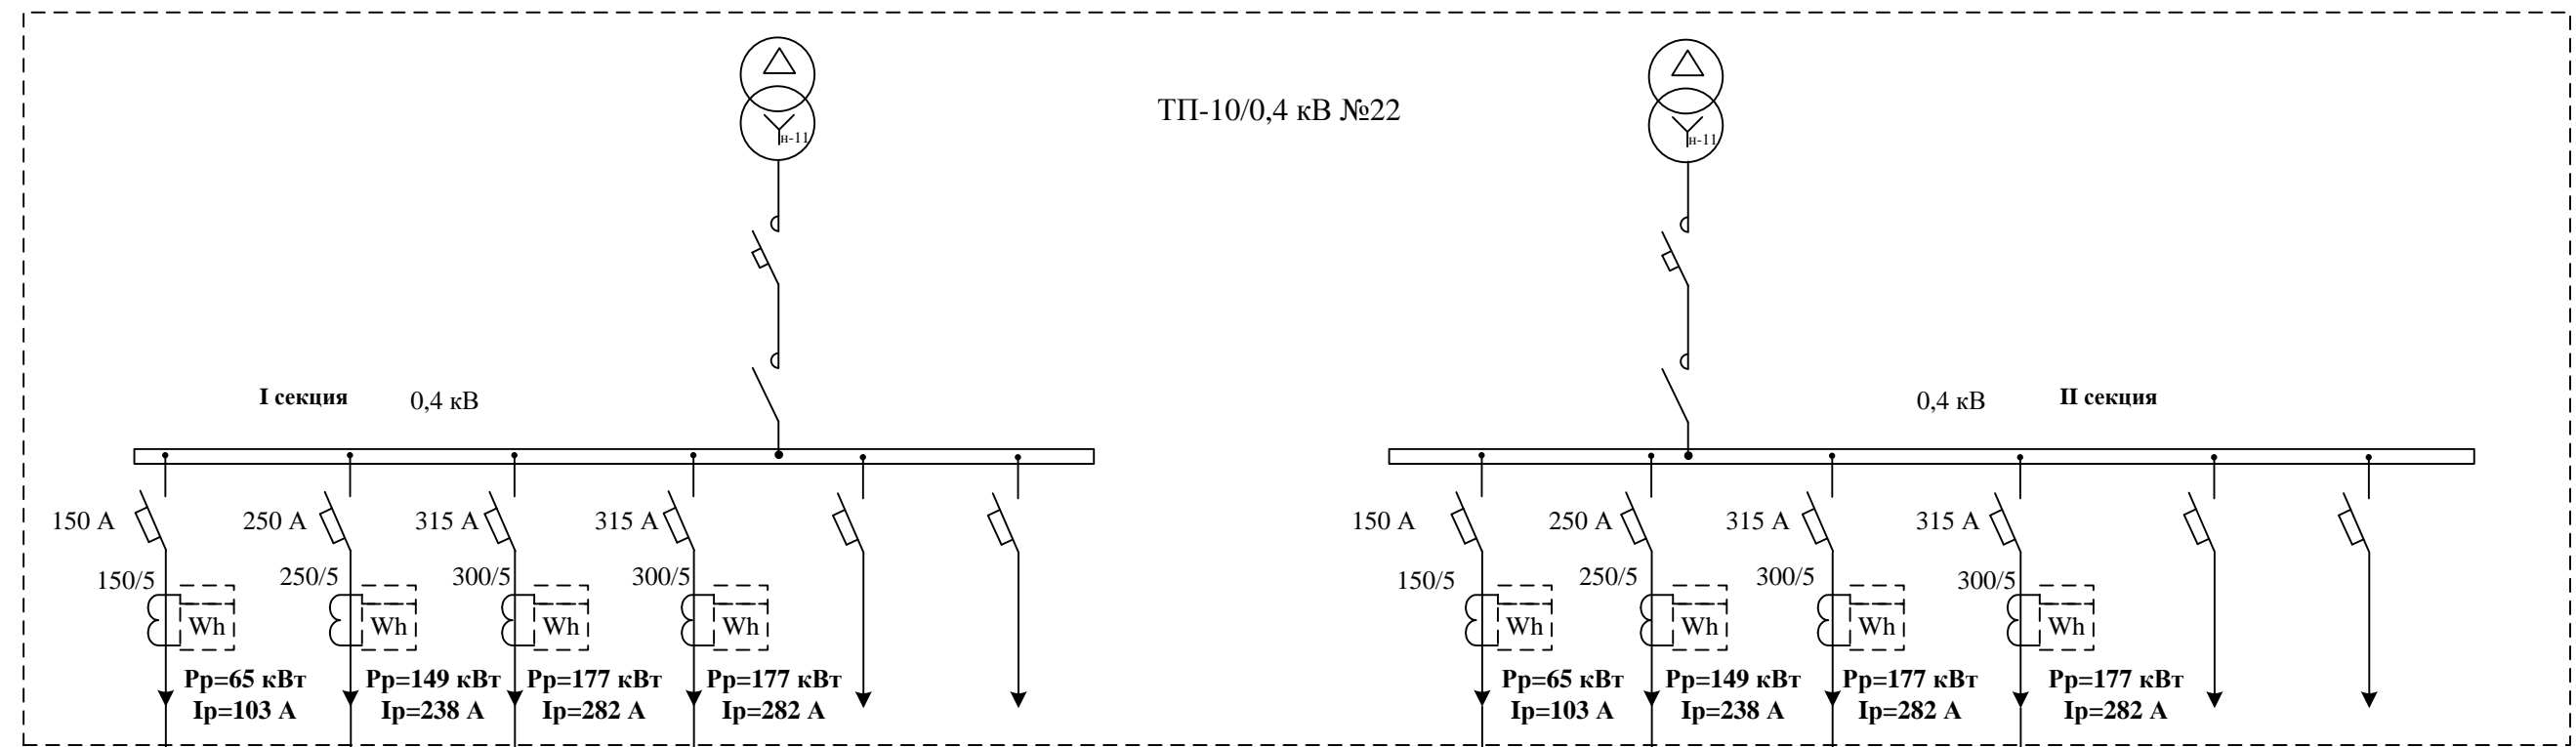 ТП-10/0,4 кВ №22
н-11
н-11
I секция 0,4 кВ
0,4 кВ II секция
150 А 250 А 315 А 315 А
150 А 250 А 315 А 315 А
150/5 250/5 300/5 300/5
150/5 250/5 300/5 300/5
Wh Wh Wh Wh
Wh Wh Wh Wh
Рр=65 кВт Рр=149 кВт Рр=177 кВт Рр=177 кВт
Iр=103 А Iр=238 А Iр=282 А Iр=282 А
Рр=65 кВт Рр=149 кВт Рр=177 кВт Рр=177 кВт
Iр=103 А Iр=238 А Iр=282 А Iр=282 А